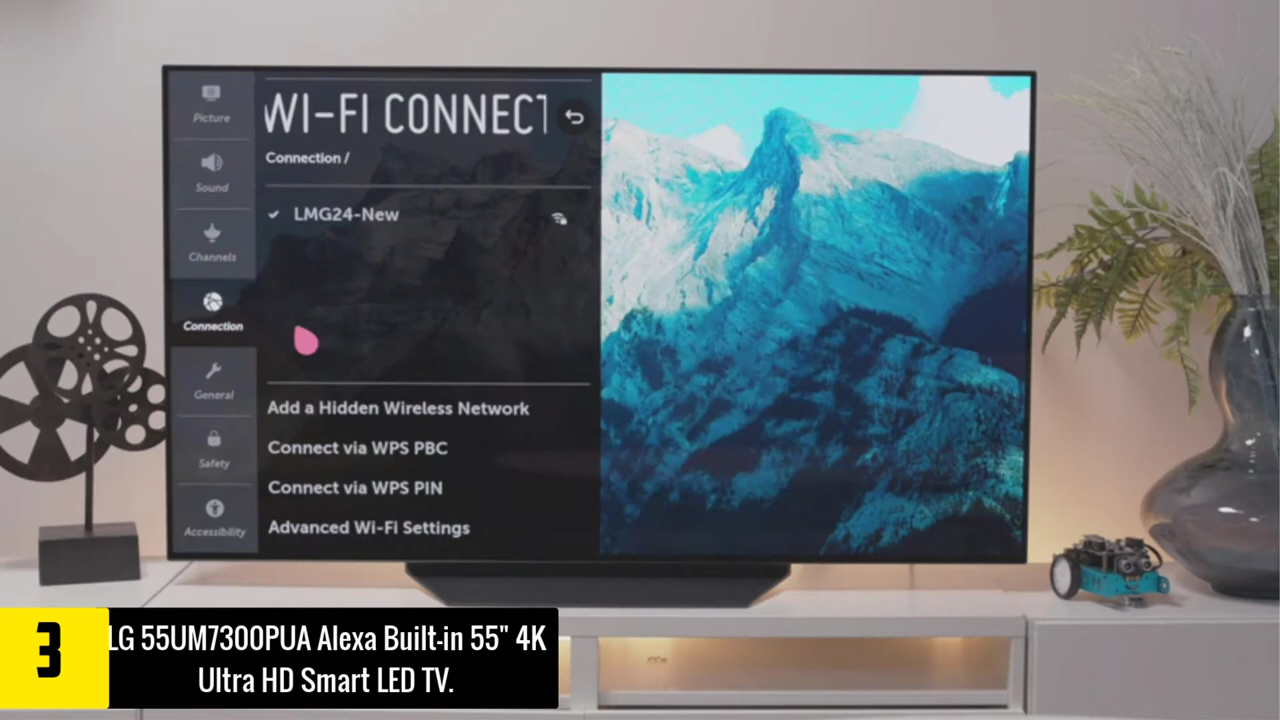 Picture
Sound
Channels
Connection
General
Safety
Accessibility
WI-FI CONNECT
Connection /
LMG24-New
Add a Hidden Wireless Network
Connect via WPS PBC
Connect via WPS PIN
Advanced Wi-Fi Settings
3
LG 55UM7300PUA Alexa Built-in 55" 4K
Ultra HD Smart LED TV.